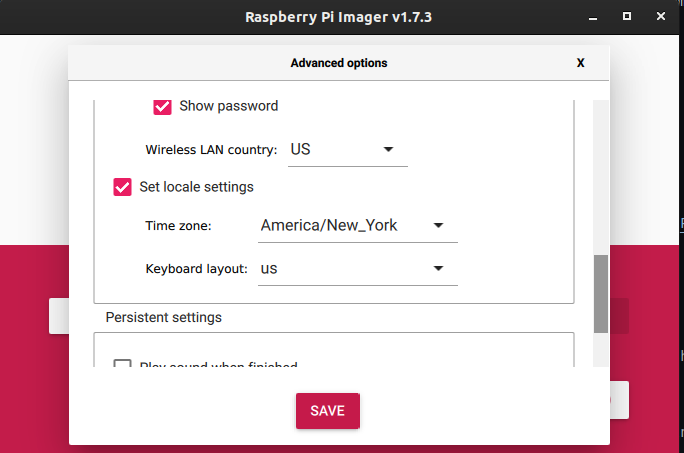 Raspberry Pi Imager v1.7.3
Advanced options X
Show password
Wireless LAN country: US
Set locale settings
Time zone: America/New_York
Keyboard layout: us
Persistent settings
Play sound when finished
SAVE